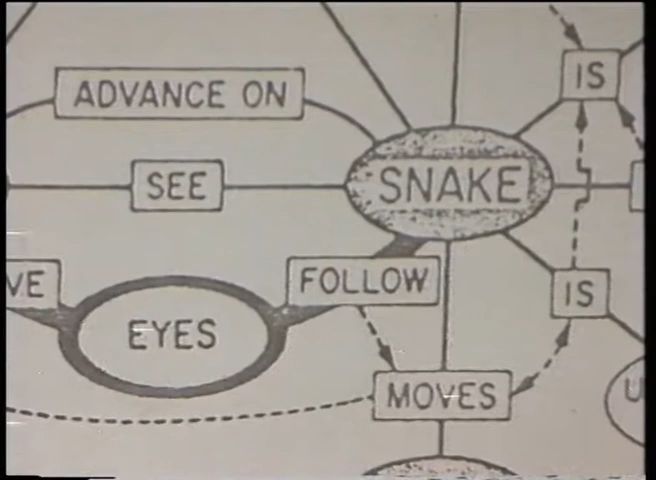 IS
ADVANCE ON
SEE
SNAKE
VE
FOLLOW
IS
EYES
MOVES
U